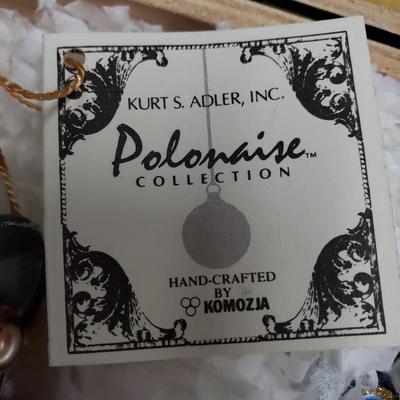 KURT S. ADLER, INC.
Polonaise™
COLLECTION
HAND-CRAFTED
BY
KOMOZJA